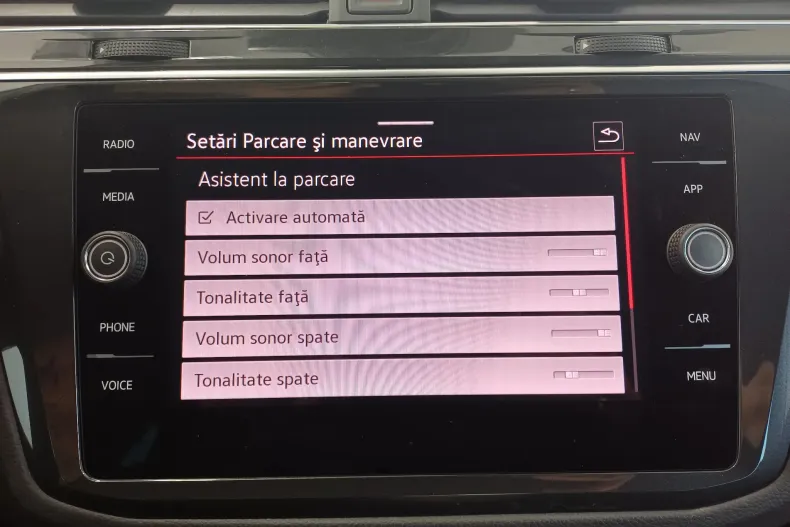 RADIO
MEDIA
PHONE
VOICE
Setări Parcare şi manevrare
Asistent la parcare
Activare automată
Volum sonor faţă
Tonalitate faţă
Volum sonor spate
Tonalitate spate
NAV
APP
CAR
MENU